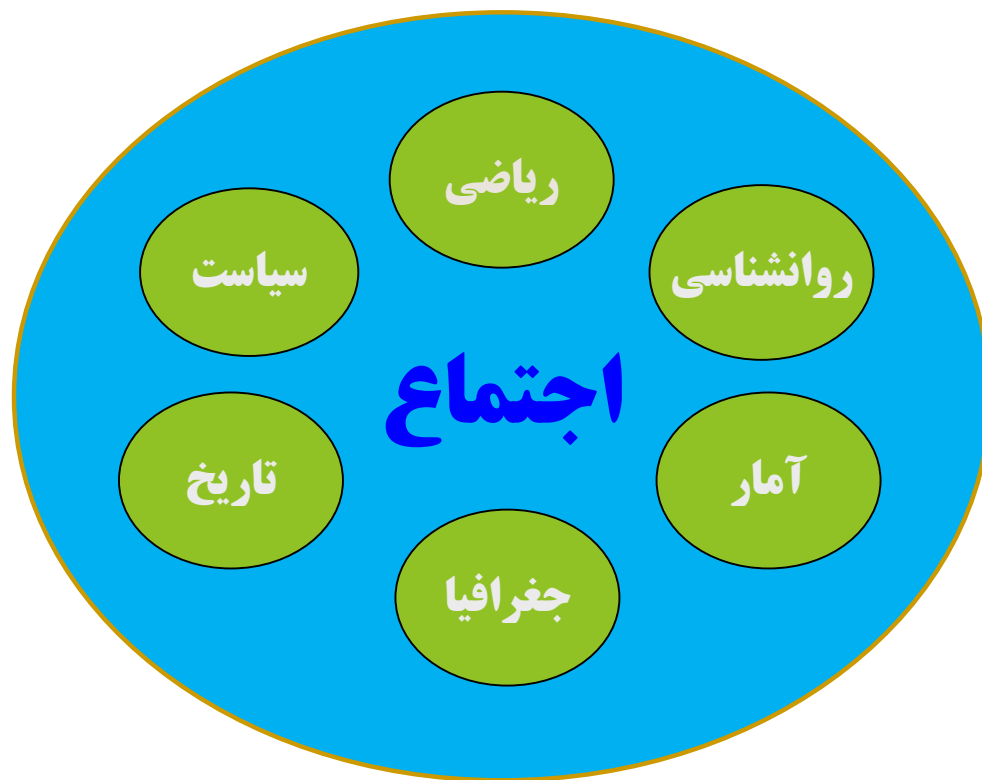 ریاضی
روانشناسی
سیاست
اجتماع
آمار
تاریخ
جغرافیا